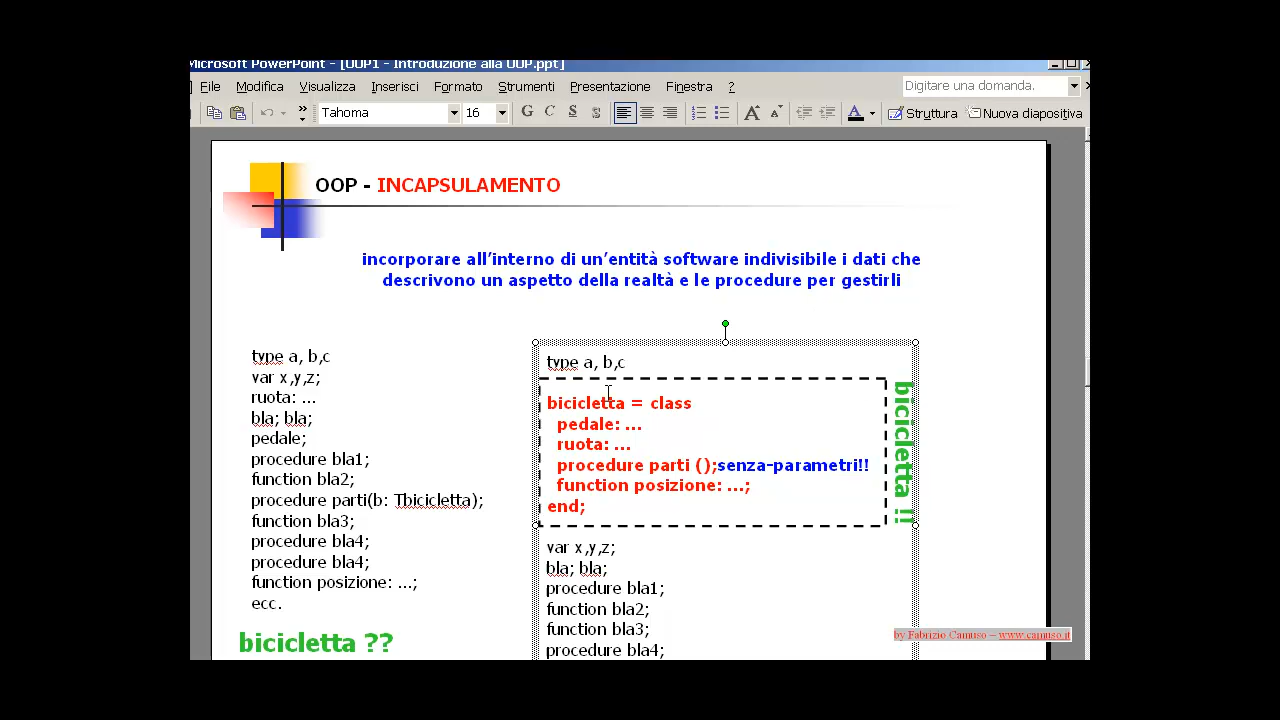 Microsoft PowerPoint - [OOP1 - Introduzione alla OOP.ppt]
File Modifica Visualizza Inserisci Formato Strumenti Presentazione Finestra ? Digitare una domanda.
Tahoma 16 G C S S A A A Struttura Nuova diapositiva
OOP - INCAPSULAMENTO
incorporare all'interno di un'entità software indivisibile i dati che
descrivono un aspetto della realtà e le procedure per gestirli
type a, b,c
var x,y,z;
ruota: ...
bla; bla;
pedale;
procedure bla1;
function bla2;
procedure parti(b: Tbicicletta);
function bla3;
procedure bla4;
procedure bla4;
function posizione: ...;
ecc.
bicicletta ??
type a, b,c
bicicletta = class
pedale: ...
ruota: ...
procedure parti ();senza-parametri!!
function posizione: ...;
end;
bicicletta !!
var x,y,z;
bla; bla;
procedure bla1;
function bla2;
function bla3;
procedure bla4;
by Fabrizio Camuso – www.camuso.it